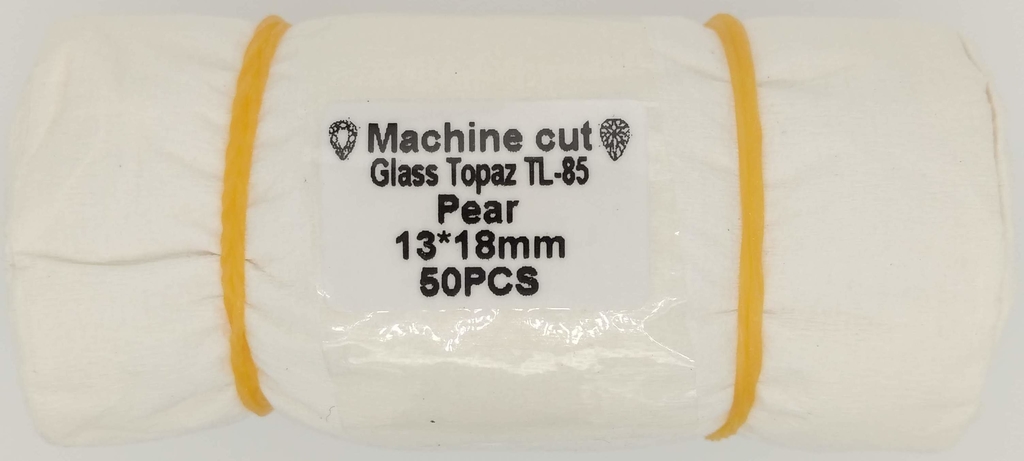 Machine cut
Glass Topaz TL-85
Pear
13*18mm
50PCS